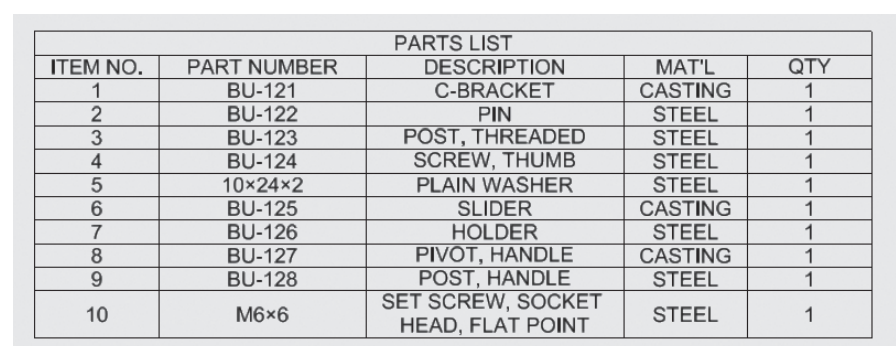 PARTS LIST
ITEM NO. PART NUMBER DESCRIPTION MAT'L QTY
1 BU-121 C-BRACKET CASTING 1
2 BU-122 PIN STEEL 1
3 BU-123 POST, THREADED STEEL 1
4 BU-124 SCREW, THUMB STEEL 1
5 10×24×2 PLAIN WASHER STEEL 1
6 BU-125 SLIDER CASTING 1
7 BU-126 HOLDER STEEL 1
8 BU-127 PIVOT, HANDLE CASTING 1
9 BU-128 POST, HANDLE STEEL 1
10 M6×6 SET SCREW, SOCKET HEAD, FLAT POINT STEEL 1